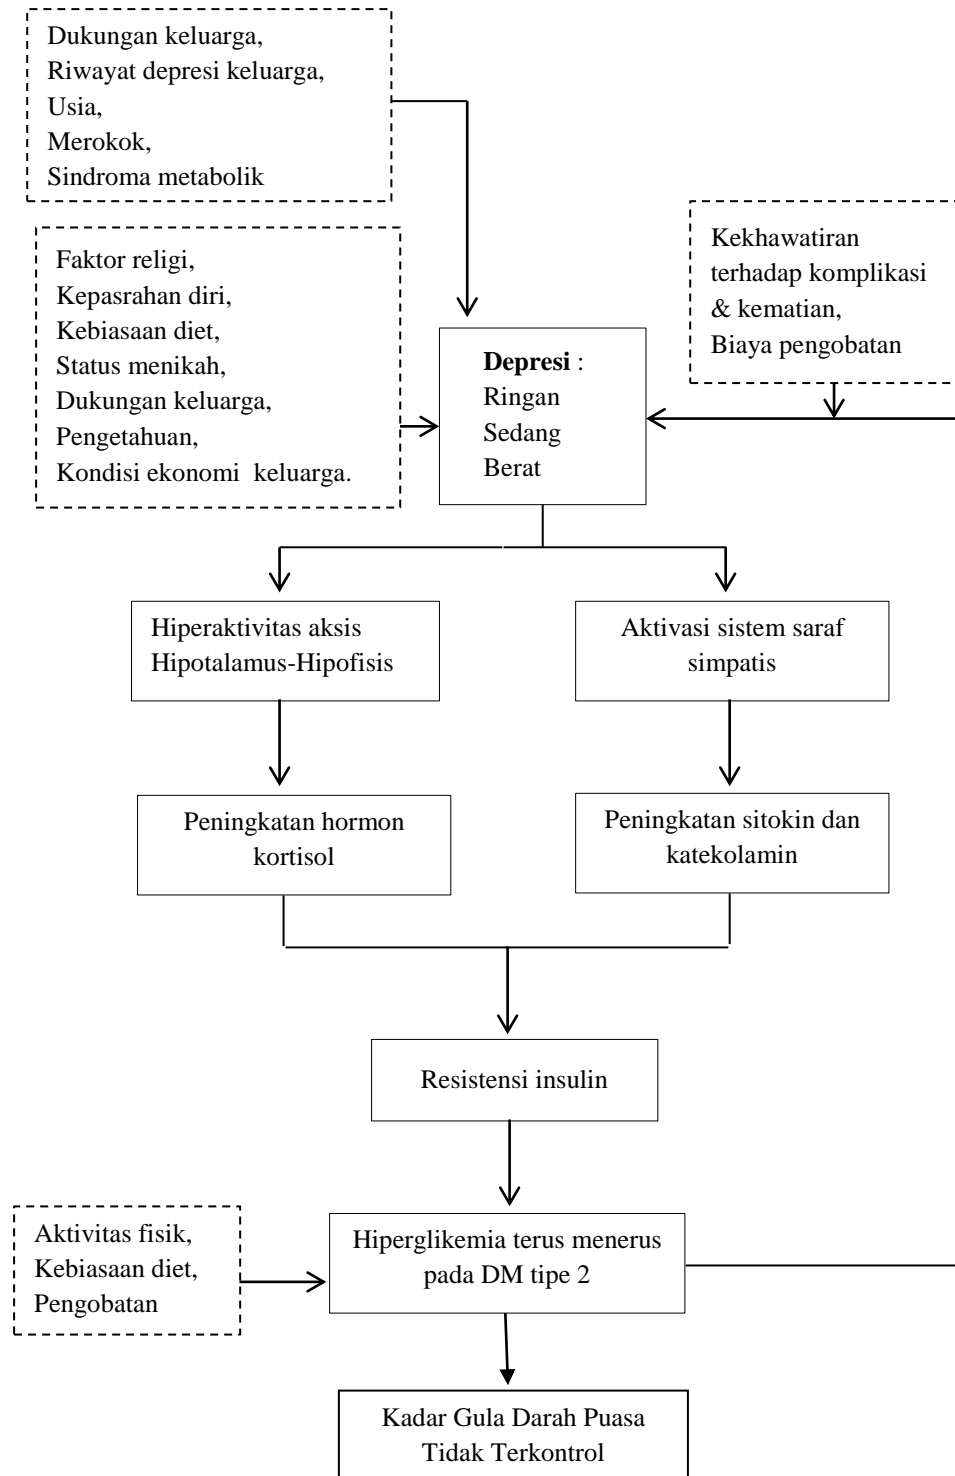 Dukungan keluarga,
Riwayat depresi keluarga,
Usia,
Merokok,
Sindroma metabolik
Kekhawatiran
terhadap komplikasi
& kematian,
Biaya pengobatan
Faktor religi,
Kepasrahan diri,
Kebiasaan diet,
Status menikah,
Dukungan keluarga,
Pengetahuan,
Kondisi ekonomi  keluarga.
Depresi :
Ringan
Sedang
Berat
Hiperaktivitas aksis
Hipotalamus-Hipofisis
Aktivasi sistem saraf
simpatis
Peningkatan hormon
kortisol
Peningkatan sitokin dan
katekolamin
Resistensi insulin
Aktivitas fisik,
Kebiasaan diet,
Pengobatan
Hiperglikemia terus menerus
pada DM tipe 2
Kadar Gula Darah Puasa
Tidak Terkontrol